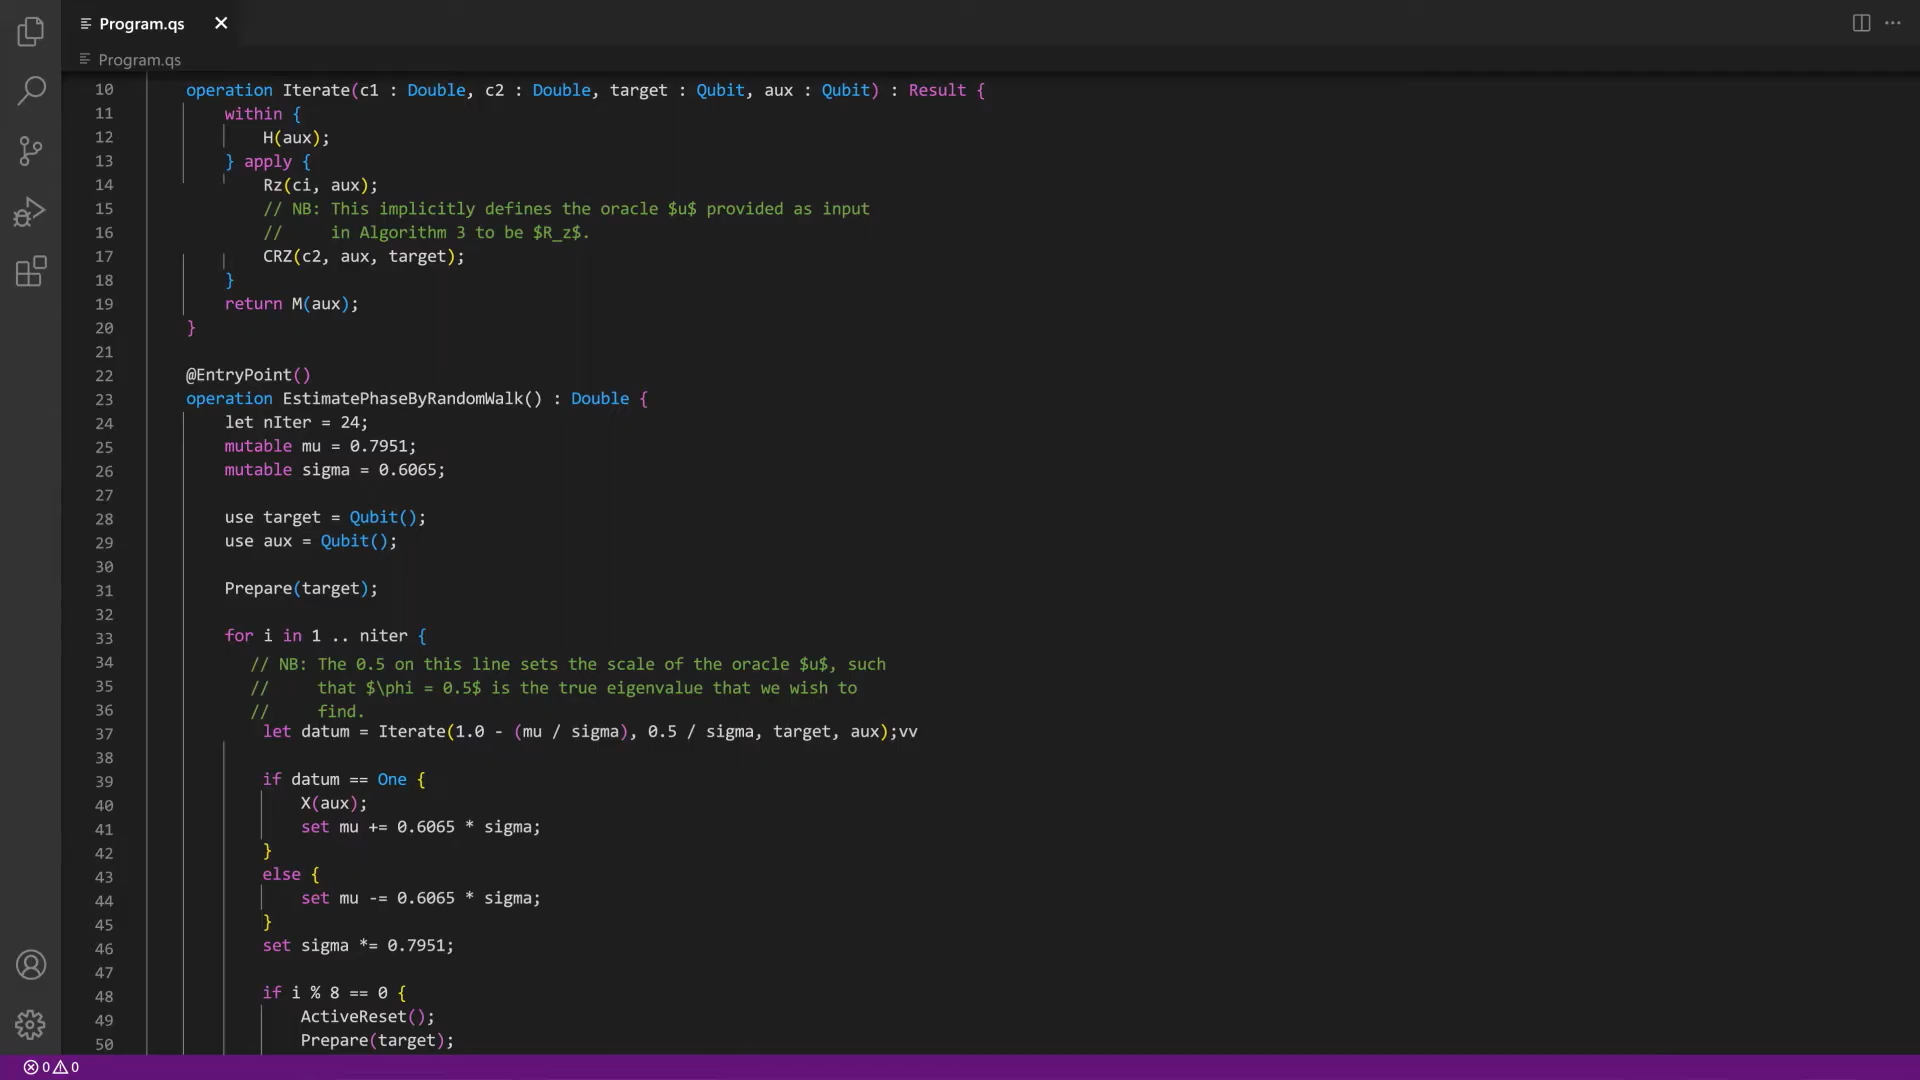 Program.qs
Program.qs
10 operation Iterate(c1 : Double, c2 : Double, target : Qubit, aux : Qubit) : Result {
11 within {
12 H(aux);
13 } apply {
14 Rz(ci, aux);
15 // NB: This implicitly defines the oracle $u$ provided as input
16 // in Algorithm 3 to be $R_z$.
17 CRZ(c2, aux, target);
18 }
19 return M(aux);
20 }
21
22 @EntryPoint()
23 operation EstimatePhaseByRandomWalk() : Double {
24 let nIter = 24;
25 mutable mu = 0.7951;
26 mutable sigma = 0.6065;
27
28 use target = Qubit();
29 use aux = Qubit();
30
31 Prepare(target);
32
33 for i in 1 .. niter {
34 // NB: The 0.5 on this line sets the scale of the oracle $u$, such
35 // that $\phi = 0.5$ is the true eigenvalue that we wish to
36 // find.
37 let datum = Iterate(1.0 - (mu / sigma), 0.5 / sigma, target, aux);vv
38
39 if datum == One {
40 X(aux);
41 set mu += 0.6065 * sigma;
42 }
43 else {
44 set mu -= 0.6065 * sigma;
45 }
46 set sigma *= 0.7951;
47
48 if i % 8 == 0 {
49 ActiveReset();
50 Prepare(target);
0 0